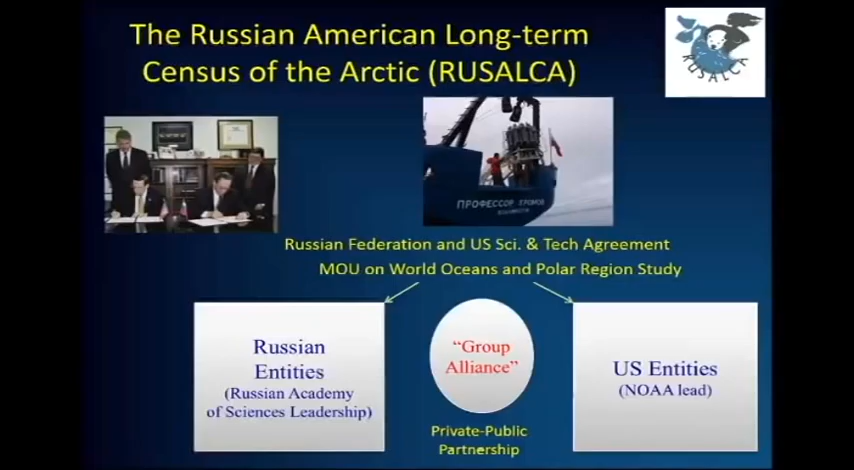 The Russian American Long-term
Census of the Arctic (RUSALCA)
RUSALCA
ПРОФЕССОР ХРОМОВ
Russian Federation and US Sci. & Tech Agreement
MOU on World Oceans and Polar Region Study
Russian
Entities
(Russian Academy
of Sciences Leadership)
“Group
Alliance”
Private-Public
Partnership
US Entities
(NOAA lead)